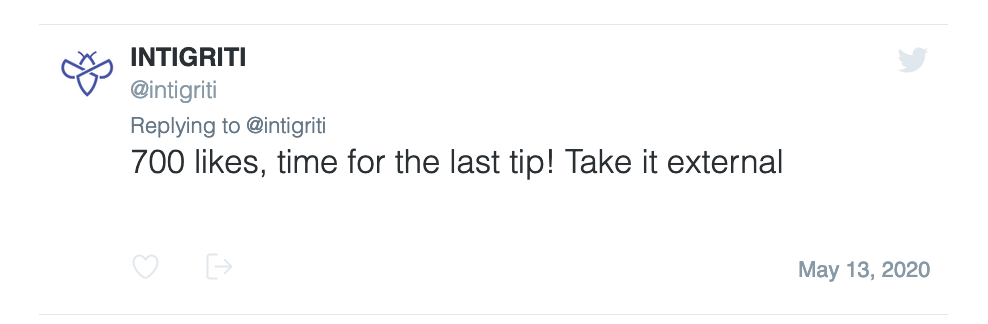 INTIGRITI
@intigriti
Replying to @intigriti
700 likes, time for the last tip! Take it external
May 13, 2020